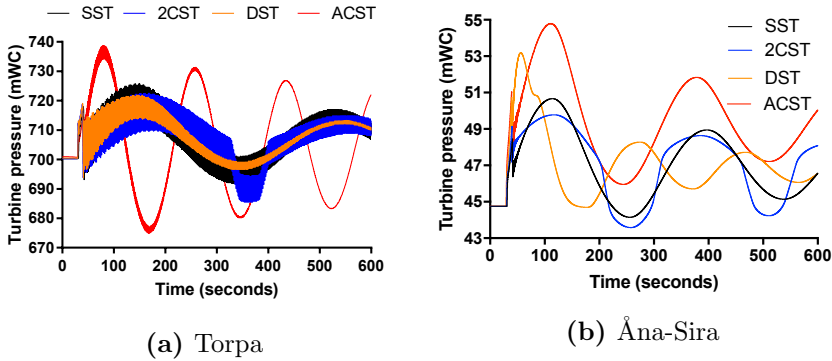 SST 2CST DST ACST
Turbine pressure (mWC)
740
730
720
710
700
690
680
670
0 100 200 300 400 500 600
Time (seconds)
(a) Torpa
SST
2CST
DST
ACST
Turbine pressure (mWC)
55
53
51
49
47
45
43
0 100 200 300 400 500 600
Time (seconds)
(b) Åna-Sira